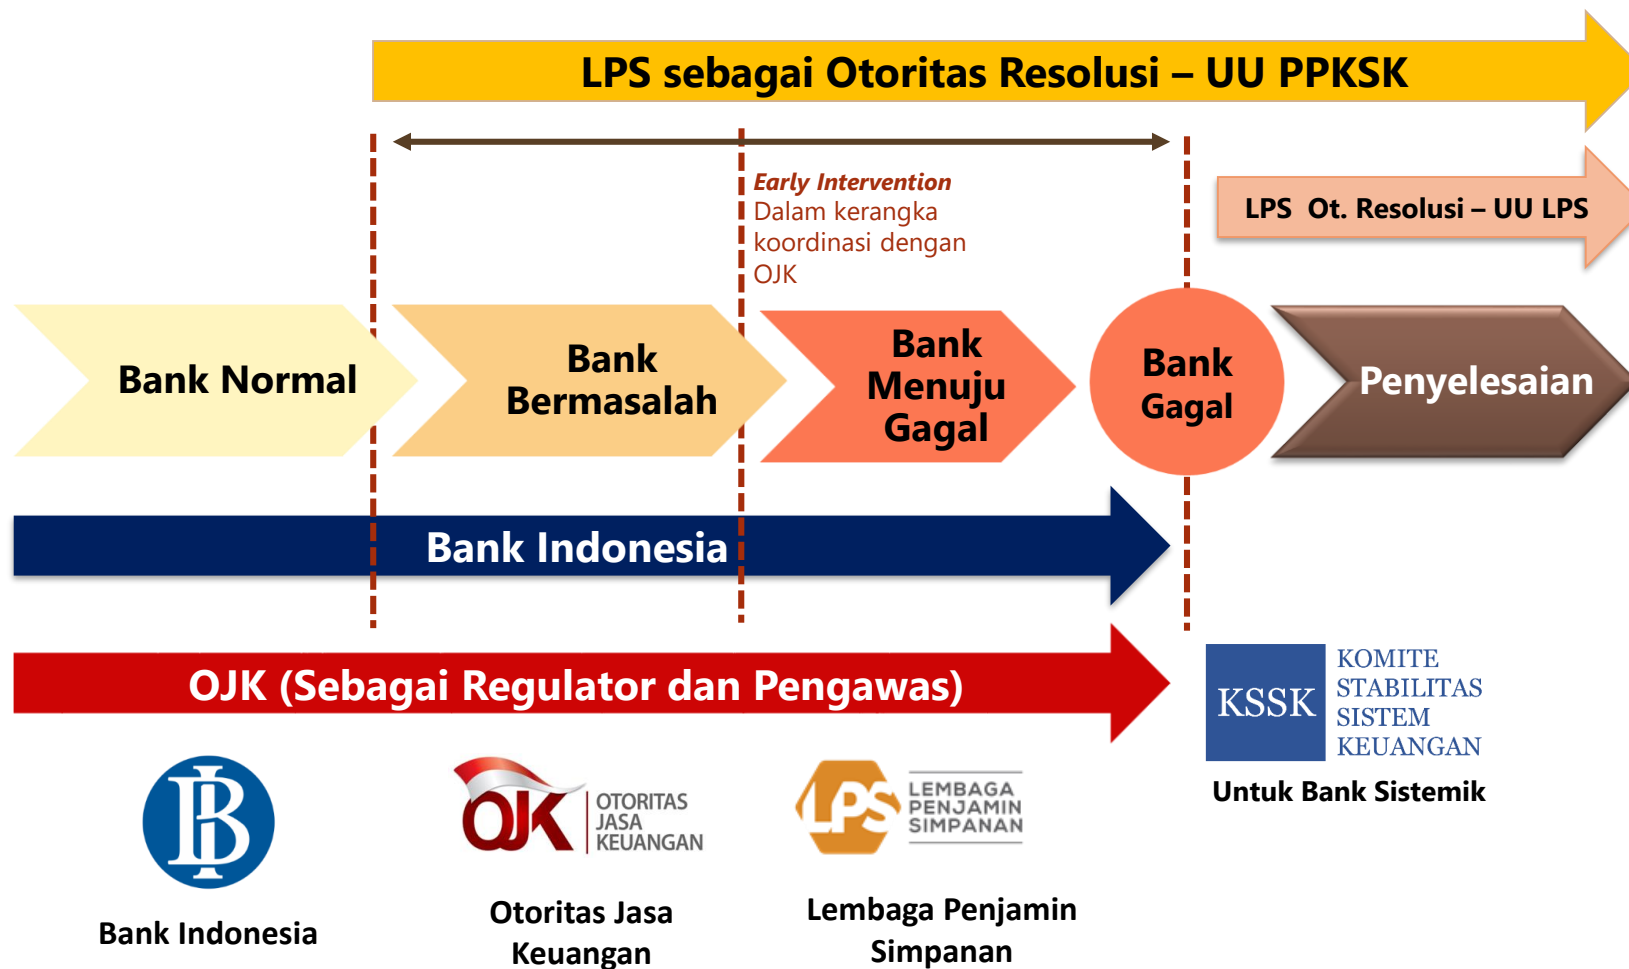 LPS sebagai Otoritas Resolusi – UU PPKSK
Early Intervention
Dalam kerangka
koordinasi dengan
OJK
LPS Ot. Resolusi – UU LPS
Bank Normal
Bank
Bermasalah
Bank
Menuju
Gagal
Bank
Gagal
Penyelesaian
Bank Indonesia
OJK (Sebagai Regulator dan Pengawas)
KSSK
KOMITE
STABILITAS
SISTEM
KEUANGAN
Untuk Bank Sistemik
BI
Bank Indonesia
OJK
OTORITAS
JASA
KEUANGAN
Otoritas Jasa
Keuangan
LPS
LEMBAGA
PENJAMIN
SIMPANAN
Lembaga Penjamin
Simpanan